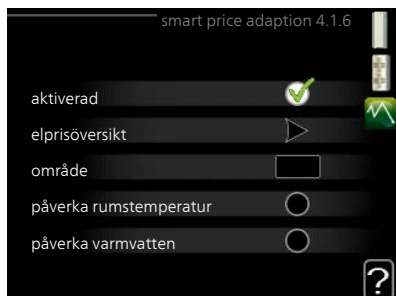 smart price adaption 4.1.6
aktiverad
elprisöversikt
område
påverka rumstemperatur
påverka varmvatten
?